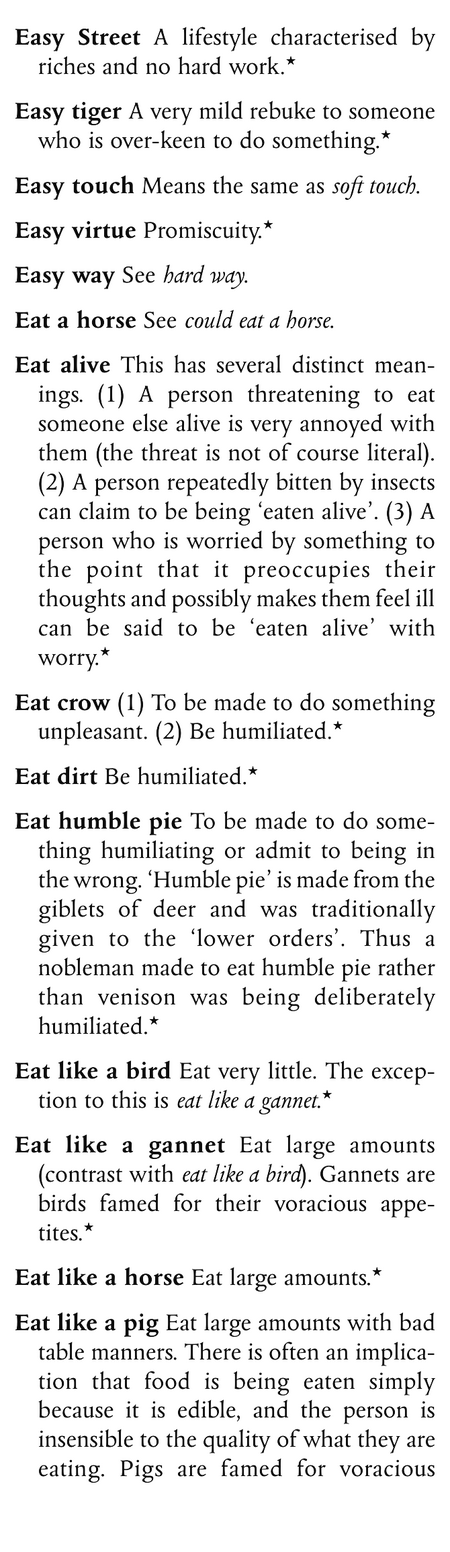 Easy Street A lifestyle characterised by
riches and no hard work.★
Easy tiger A very mild rebuke to someone
who is over-keen to do something.★
Easy touch Means the same as soft touch.
Easy virtue Promiscuity.★
Easy way See hard way.
Eat a horse See could eat a horse.
Eat alive This has several distinct mean-
ings. (1) A person threatening to eat
someone else alive is very annoyed with
them (the threat is not of course literal).
(2) A person repeatedly bitten by insects
can claim to be being ‘eaten alive’. (3) A
person who is worried by something to
the point that it preoccupies their
thoughts and possibly makes them feel ill
can be said to be ‘eaten alive’ with
worry.★
Eat crow (1) To be made to do something
unpleasant. (2) Be humiliated.★
Eat dirt Be humiliated.★
Eat humble pie To be made to do some-
thing humiliating or admit to being in
the wrong. ‘Humble pie’ is made from the
giblets of deer and was traditionally
given to the ‘lower orders’. Thus a
nobleman made to eat humble pie rather
than venison was being deliberately
humiliated.★
Eat like a bird Eat very little. The excep-
tion to this is eat like a gannet.★
Eat like a gannet Eat large amounts
(contrast with eat like a bird). Gannets are
birds famed for their voracious appe-
tites.★
Eat like a horse Eat large amounts.★
Eat like a pig Eat large amounts with bad
table manners. There is often an implica-
tion that food is being eaten simply
because it is edible, and the person is
insensible to the quality of what they are
eating. Pigs are famed for voracious